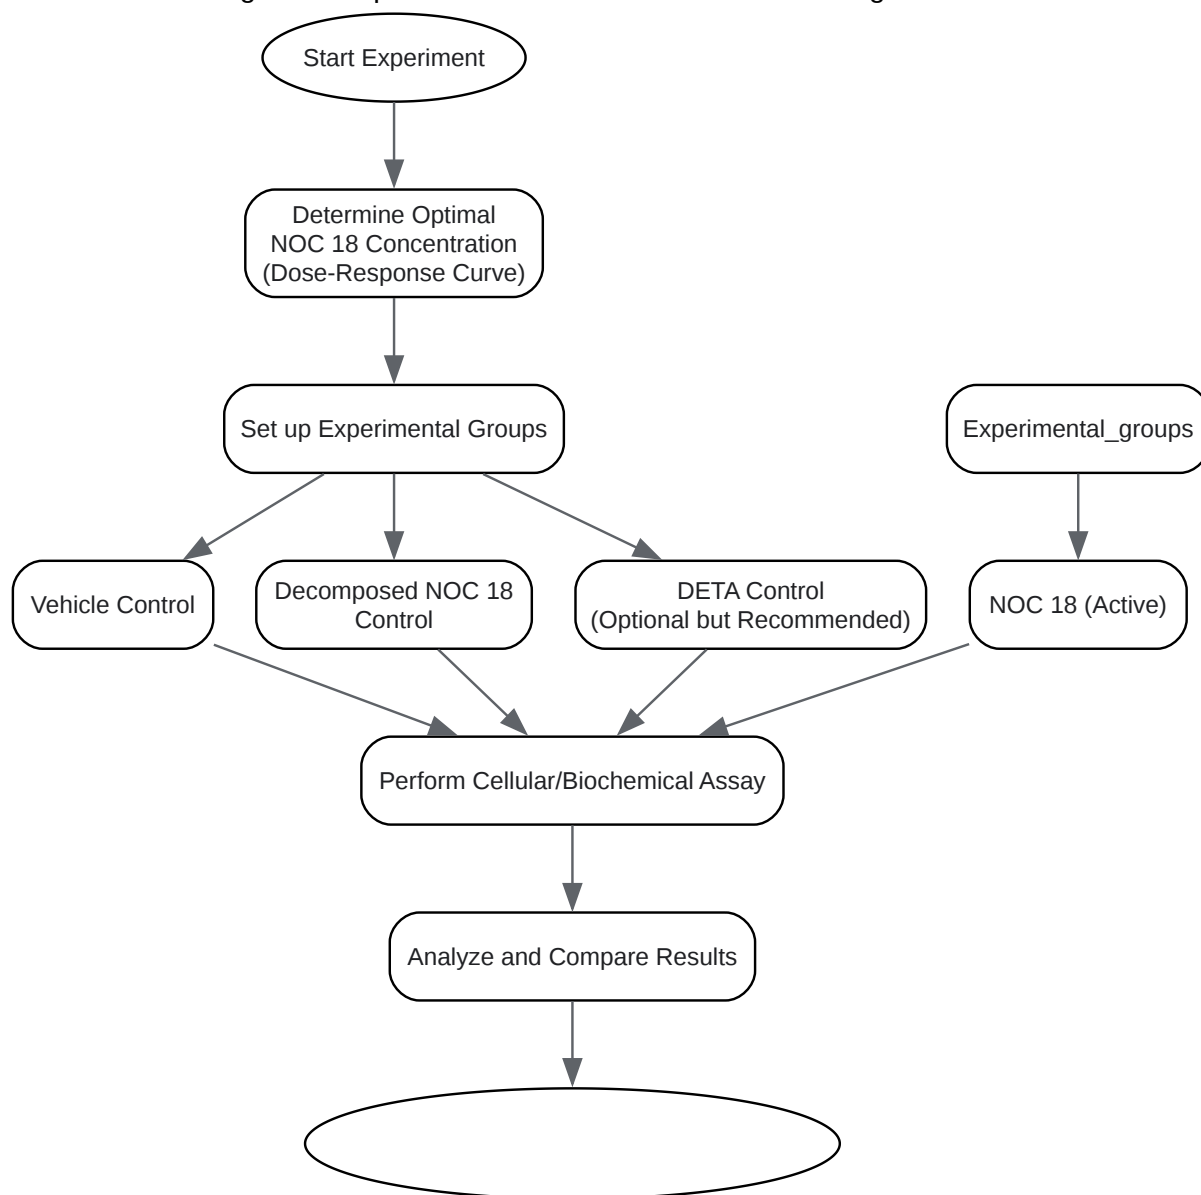 Start Experiment
Determine Optimal
NOC 18 Concentration
(Dose-Response Curve)
Set up Experimental Groups
Experimental_groups
Vehicle Control
Decomposed NOC 18
Control
DETA Control
(Optional but Recommended)
NOC 18 (Active)
Perform Cellular/Biochemical Assay
Analyze and Compare Results